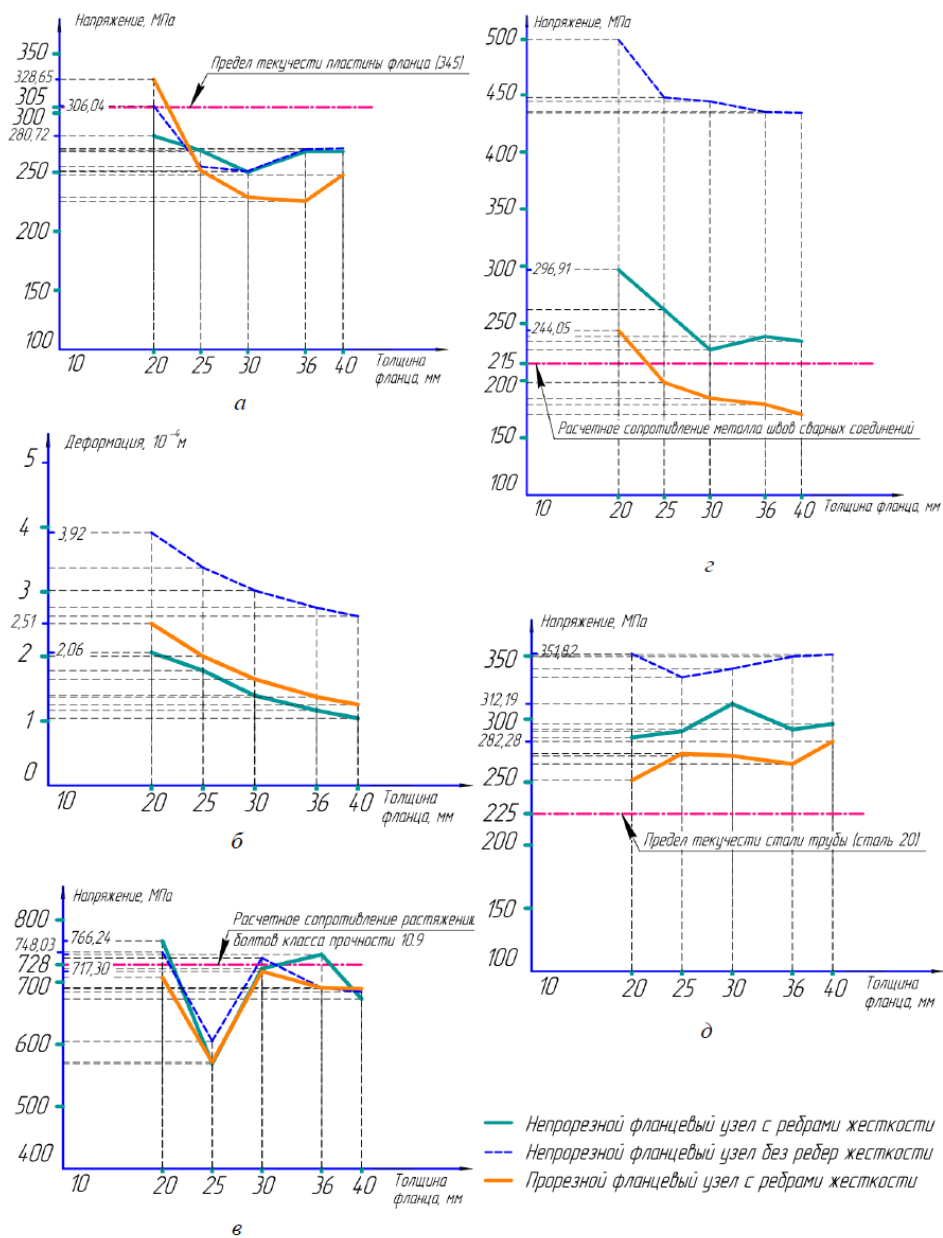 Напряжение, МПа
350
328,65
305
300
306,04
280,72
250
200
150
100
Предел текучести пластины фланца (345)
10
20
25
30
36
40
Толщина
фланца, мм
а
Деформация, 10⁻⁴м
5
4
3,92
3
2,51
2
2,06
1
0
10
20
25
30
36
40
Толщина
фланца, мм
б
Напряжение, МПа
800
766,24
748,03
728
717,30
700
600
500
400
Расчетное сопротивление растяжени
болтов класса прочности 10.9
10
20
25
30
36
40
Толщина
фланца, мм
в
Напряжение, МПа
500
450
400
350
300
296,91
250
244,05
215
200
150
100
Расчетное сопротивление металла швов сварных соединений
10
20
25
30
36
40
Толщина фланца, мм
г
Напряжение, МПа
350
351,82
312,19
300
282,28
250
225
200
150
100
Предел текучести стали трубы (сталь 20)
10
20
25
30
36
40
Толщина
фланца, мм
д
Непрорезной фланцевый узел с ребрами жесткости
Непрорезной фланцевый узел без ребер жесткости
Прорезной фланцевый узел с ребрами жесткости